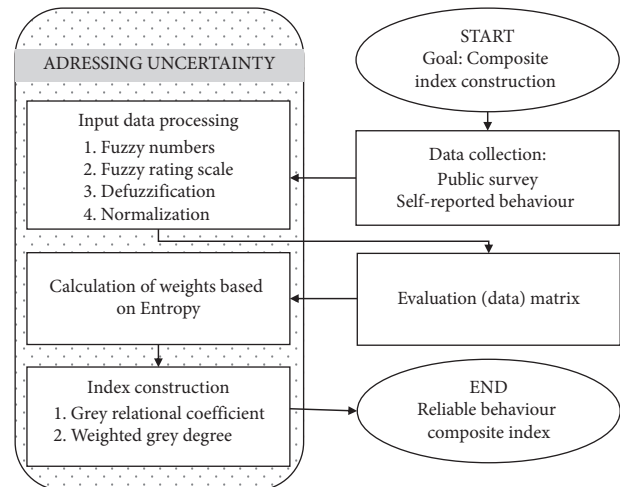 START
Goal: Composite
index construction
ADRESSING UNCERTAINTY
Data collection:
Public survey
Self-reported behaviour
Input data processing
1. Fuzzy numbers
2. Fuzzy rating scale
3. Defuzzification
4. Normalization
Evaluation (data) matrix
Calculation of weights based
on Entropy
Index construction
1. Grey relational coefficient
2. Weighted grey degree
END
Reliable behaviour
composite index